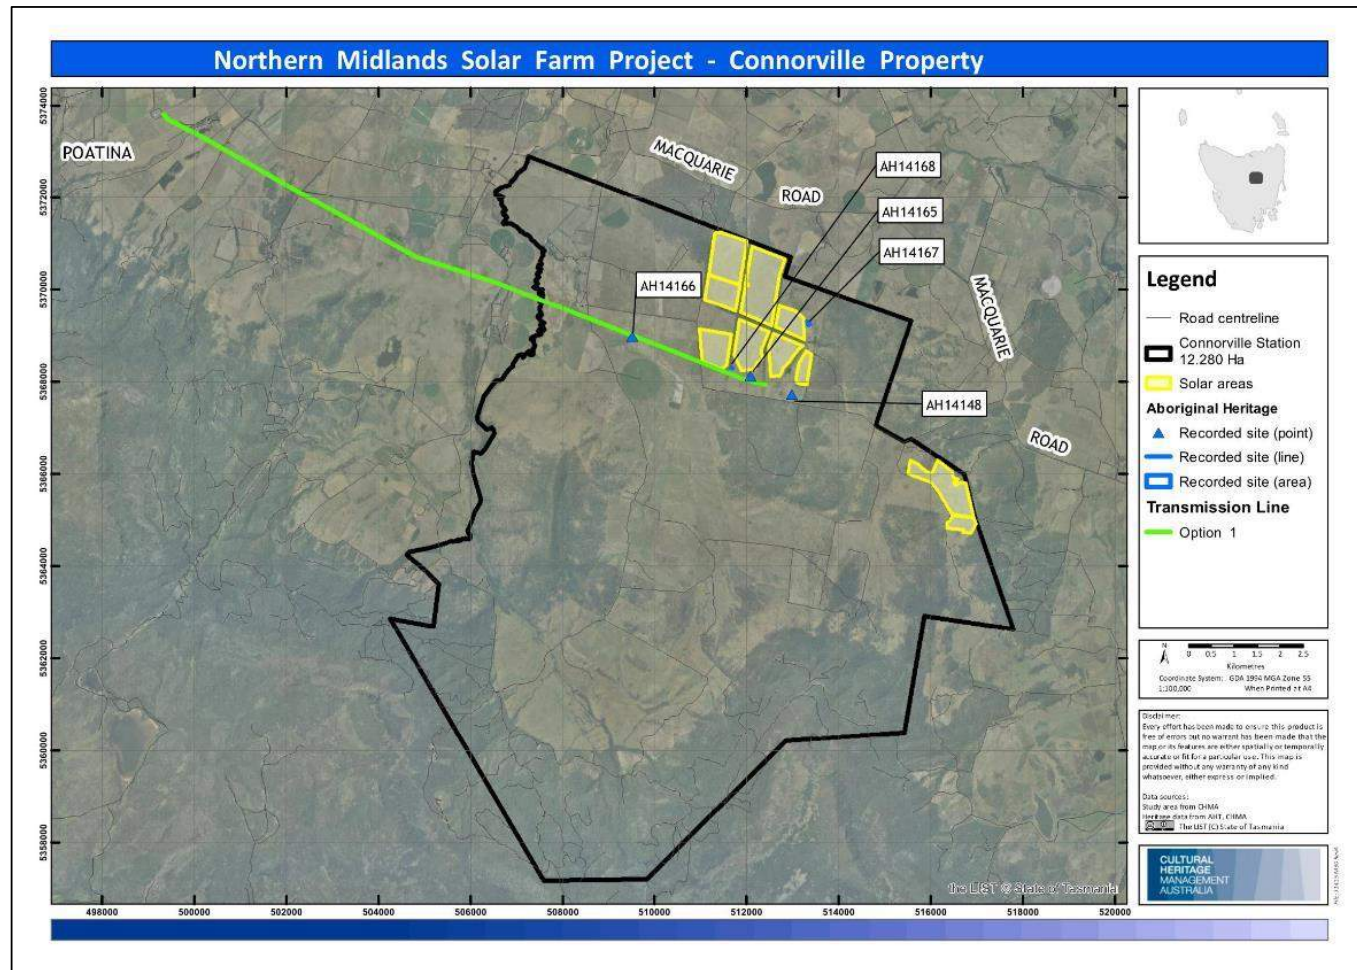 Northern Midlands Solar Farm Project - Connorville Property
5374000
5372000
5370000
5368000
5366000
5364000
5362000
5360000
5358000
POATINA
MACQUARIE
ROAD
AH14168
AH14165
AH14167
AH14166
MACQUARIE
AH14148
ROAD
the LIST © State of Tasmania
498000
500000
502000
504000
506000
508000
510000
512000
514000
516000
518000
520000
Legend
Road centreline
Connorville Station
12.280 Ha
Solar areas
Aboriginal Heritage
Recorded site (point)
Recorded site (line)
Recorded site (area)
Transmission Line
Option 1
N
0 0.5 1 1.5 2 2.5
Kilometres
Coordinate System: GDA 1994 MGA Zone 55
1:100,000 When Printed at A4
Disclaimer:
Every effort has been made to ensure this product is
free of errors but no warrant has been made that the
map or its features are either spatially or temporally
accurate or fit for a particular use. This map is
provided without any warranty of any kind
whatsoever, either express or implied.
Data sources:
Study area from CHMA
Heritage data from AHT, CHMA
The LIST (C) State of Tasmania
CULTURAL
HERITAGE
MANAGEMENT
AUSTRALIA